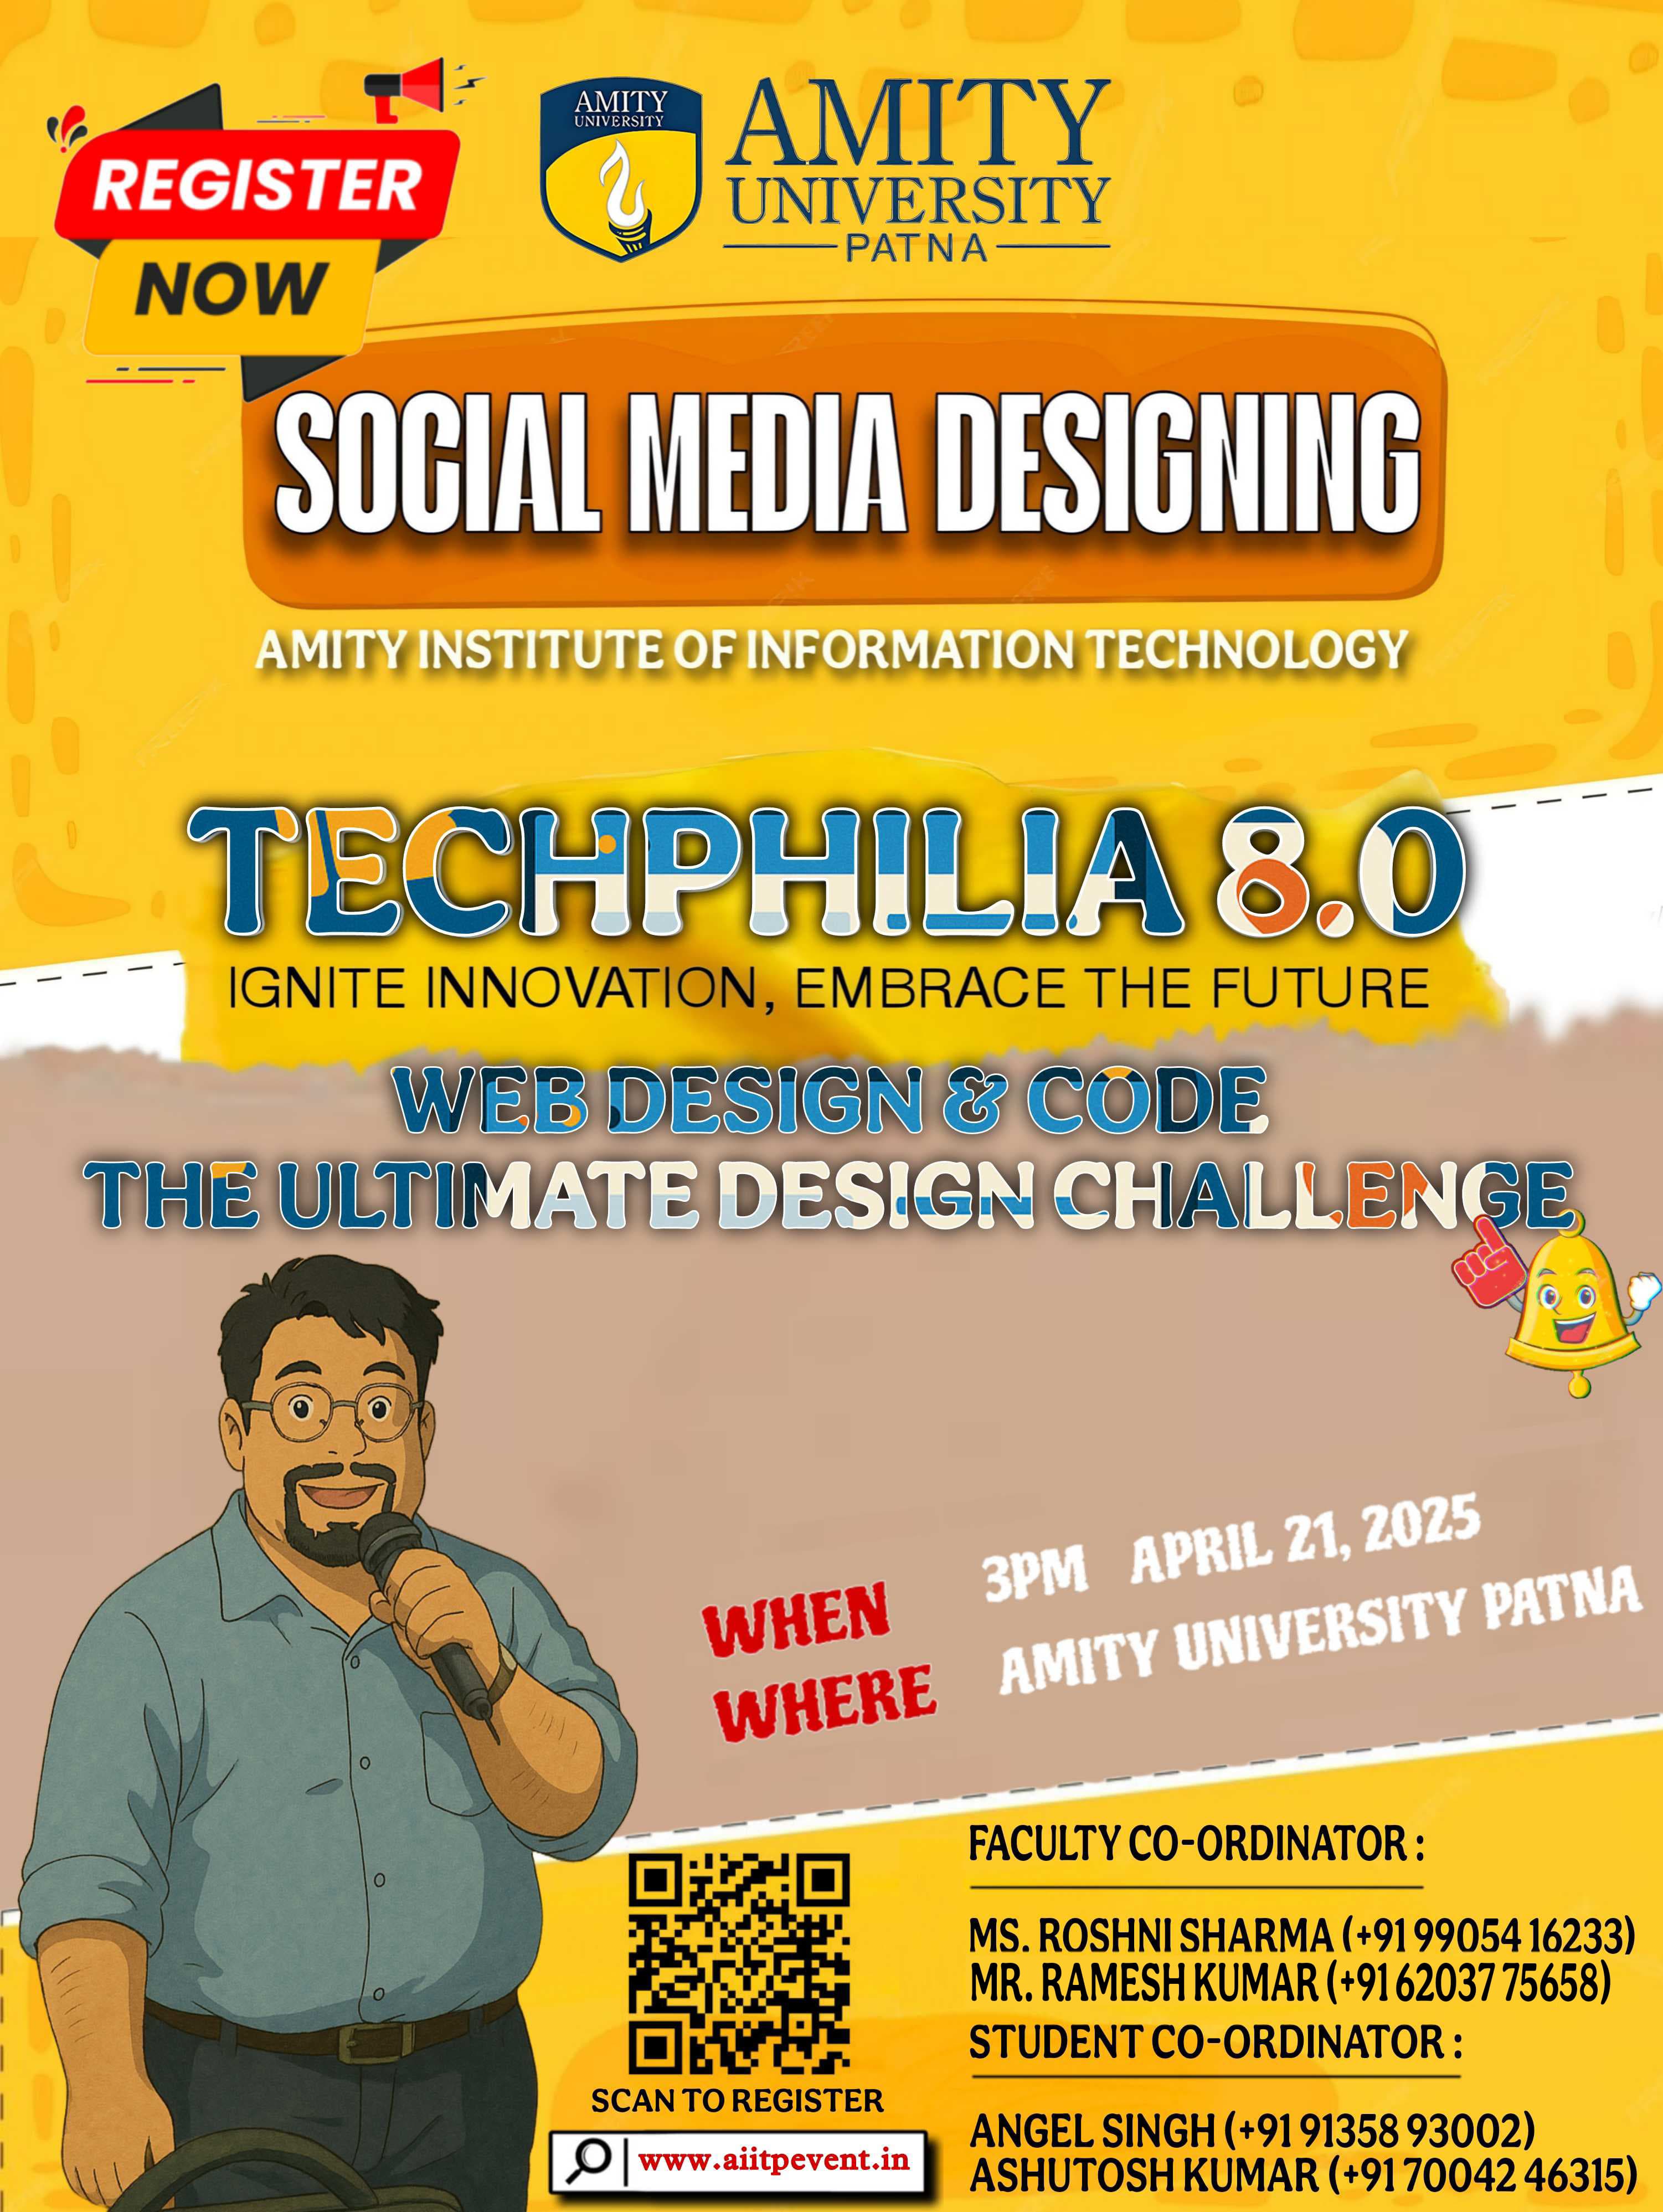 REGISTER
NOW
AMITY
UNIVERSITY
AMITY
UNIVERSITY
PATNA
SOCIAL MEDIA DESIGNING
AMITY INSTITUTE OF INFORMATION TECHNOLOGY
TECHPHILIA 8.0
IGNITE INNOVATION, EMBRACE THE FUTURE
WEB DESIGN & CODE
THE ULTIMATE DESIGN CHALLENGE
WHEN 3PM APRIL 21, 2025
WHERE AMITY UNIVERSITY PATNA
FACULTY CO-ORDINATOR :
MS. ROSHNI SHARMA (+91 99054 16233)
MR. RAMESH KUMAR (+91 62037 75658)
STUDENT CO-ORDINATOR :
ANGEL SINGH (+91 91358 93002)
ASHUTOSH KUMAR (+91 70042 46315)
SCAN TO REGISTER
www.aiitpevent.in